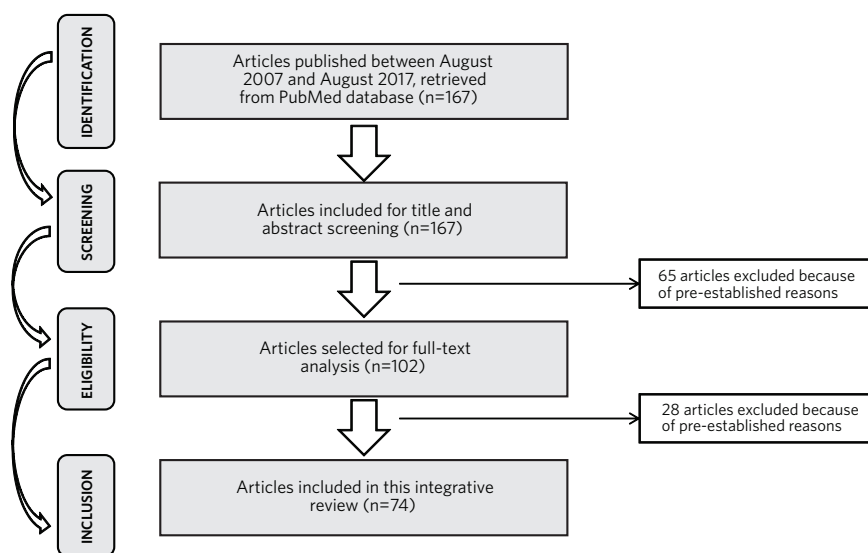 IDENTIFICATION
Articles published between August
2007 and August 2017, retrieved
from PubMed database (n=167)
SCREENING
Articles included for title and
abstract screening (n=167)
65 articles excluded because
of pre-established reasons
ELIGIBILITY
Articles selected for full-text
analysis (n=102)
28 articles excluded because
of pre-established reasons
INCLUSION
Articles included in this integrative
review (n=74)